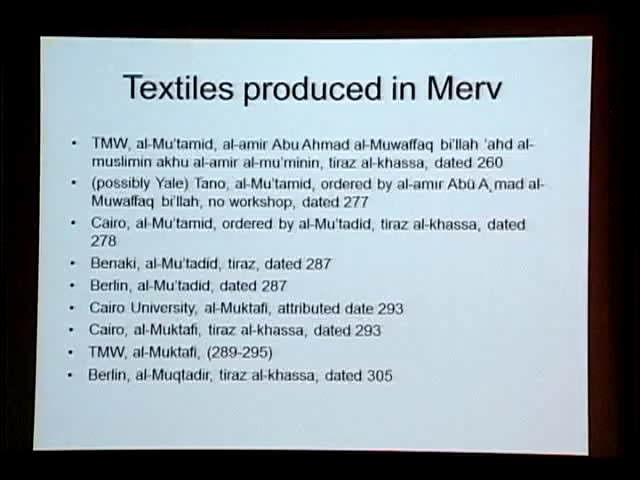 Textiles produced in Merv
• TMW, al-Mu'tamid, al-amir Abu Ahmad al-Muwaffaq bi'llah 'ahd al-
muslimin akhu al-amir al-mu'minin, tiraz al-khassa, dated 260
• (possibly Yale) Tano, al-Mu'tamid, ordered by al-amir Abū A¸mad al-
Muwaffaq bi'llah, no workshop, dated 277
• Cairo, al-Mu'tamid, ordered by al-Mu'tadid, tiraz al-khassa, dated
278
• Benaki, al-Mu'tadid, tiraz, dated 287
• Berlin, al-Mu'tadid, dated 287
• Cairo University, al-Muktafi, attributed date 293
• Cairo, al-Muktafi, tiraz al-khassa, dated 293
• TMW, al-Muktafi, (289-295)
• Berlin, al-Muqtadir, tiraz al-khassa, dated 305